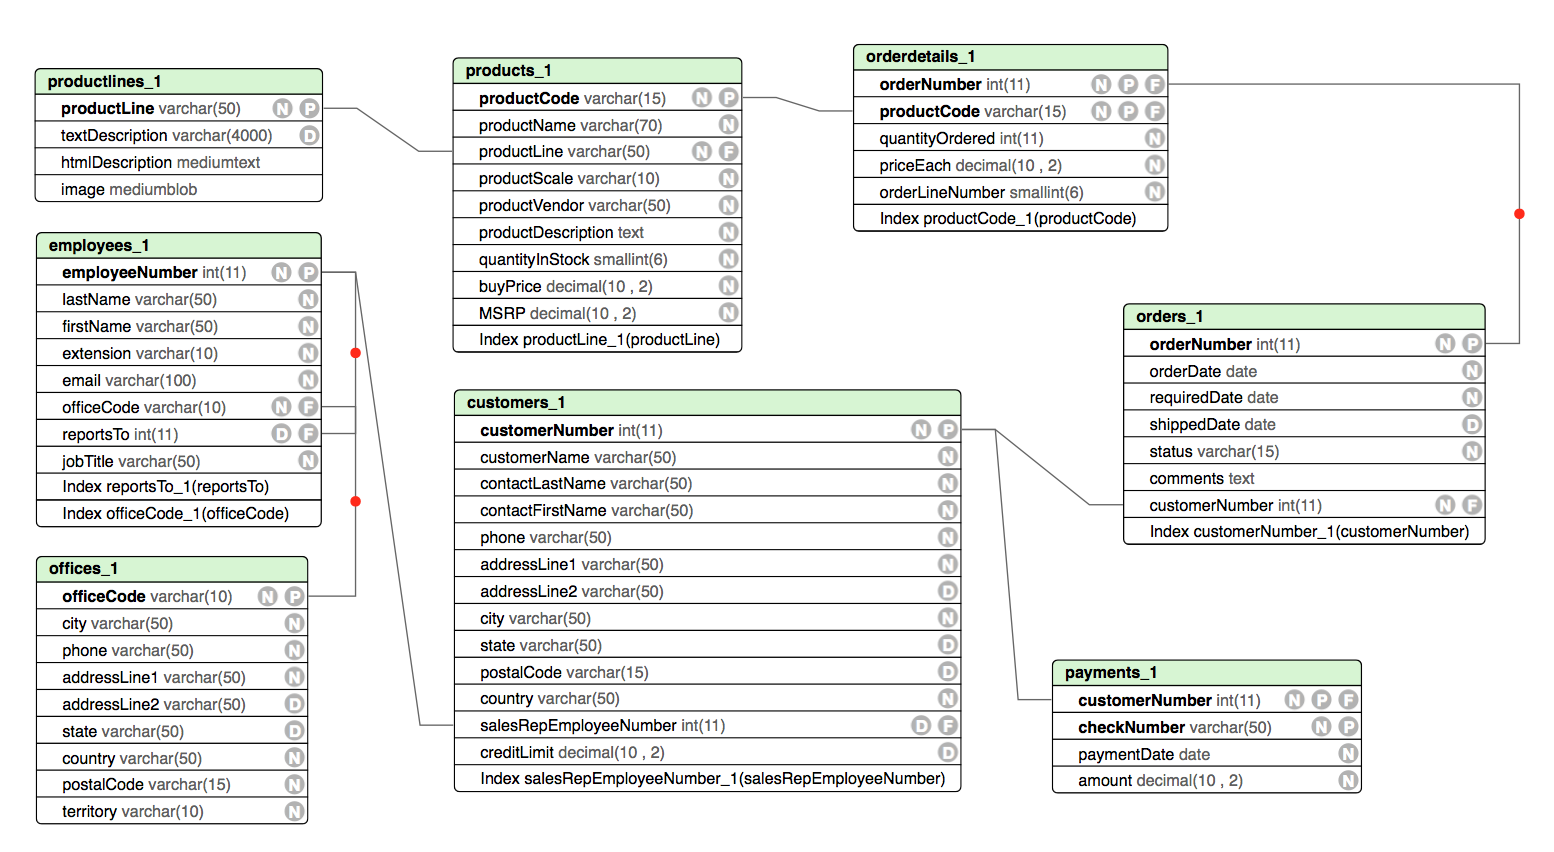 productlines_1
productLine varchar(50) N P
textDescription varchar(4000) D
htmlDescription mediumtext
image mediumblob
employees_1
employeeNumber int(11) N P
lastName varchar(50) N
firstName varchar(50) N
extension varchar(10) N
email varchar(100) N
officeCode varchar(10) N F
reportsTo int(11) D F
jobTitle varchar(50) N
Index reportsTo_1(reportsTo)
Index officeCode_1(officeCode)
offices_1
officeCode varchar(10) N P
city varchar(50) N
phone varchar(50) N
addressLine1 varchar(50) N
addressLine2 varchar(50) D
state varchar(50) D
country varchar(50) N
postalCode varchar(15) N
territory varchar(10) N
products_1
productCode varchar(15) N P
productName varchar(70) N
productLine varchar(50) N F
productScale varchar(10) N
productVendor varchar(50) N
productDescription text N
quantityInStock smallint(6) N
buyPrice decimal(10 , 2) N
MSRP decimal(10 , 2) N
Index productLine_1(productLine)
customers_1
customerNumber int(11) N P
customerName varchar(50) N
contactLastName varchar(50) N
contactFirstName varchar(50) N
phone varchar(50) N
addressLine1 varchar(50) N
addressLine2 varchar(50) D
city varchar(50) N
state varchar(50) D
postalCode varchar(15) D
country varchar(50) N
salesRepEmployeeNumber int(11) D F
creditLimit decimal(10 , 2) D
Index salesRepEmployeeNumber_1(salesRepEmployeeNumber)
orderdetails_1
orderNumber int(11) N P F
productCode varchar(15) N P F
quantityOrdered int(11) N
priceEach decimal(10 , 2) N
orderLineNumber smallint(6) N
Index productCode_1(productCode)
orders_1
orderNumber int(11) N P
orderDate date N
requiredDate date N
shippedDate date D
status varchar(15) N
comments text
customerNumber int(11) N F
Index customerNumber_1(customerNumber)
payments_1
customerNumber int(11) N P F
checkNumber varchar(50) N P
paymentDate date N
amount decimal(10 , 2) N